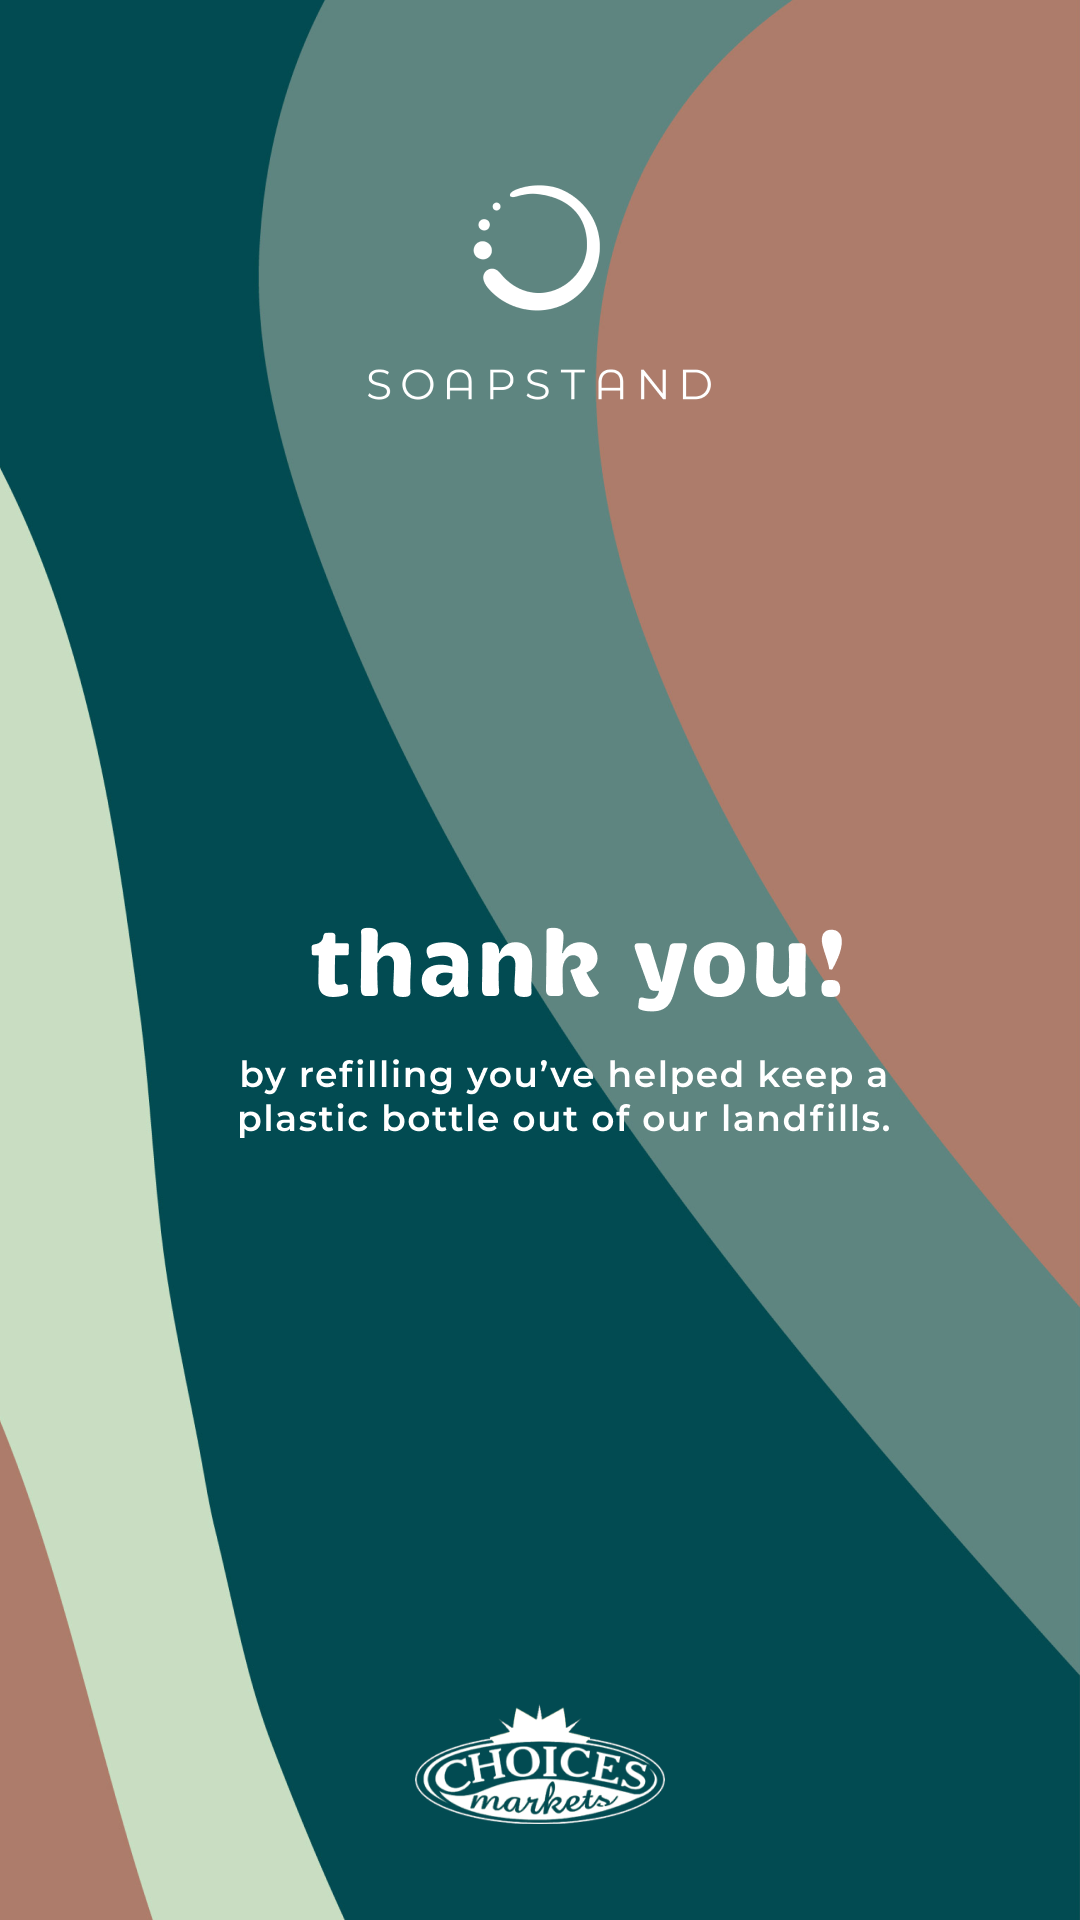 SOAPSTAND
thank you!
by refilling you’ve helped keep a
plastic bottle out of our landfills.
CHOICES
markets